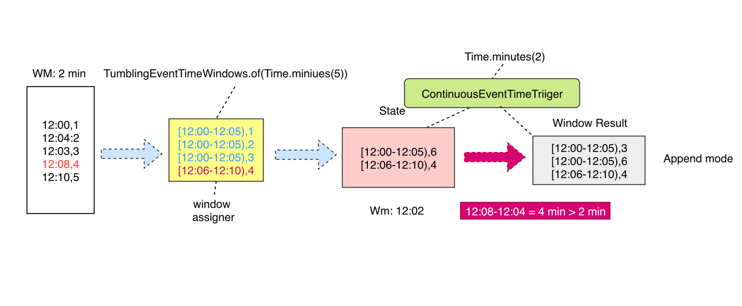 Time.minutes(2)
WM: 2 min
TumblingEventTimeWindows.of(Time.miniues(5))
ContinuousEventTimeTriiger
State
Window Result
12:00,1
12:04:2
12:03,3
12:08,4
12:10,5
[12:00-12:05),1
[12:00-12:05),2
[12:00-12:05),3
[12:06-12:10),4
[12:00-12:05),6
[12:06-12:10),4
[12:00-12:05),3
[12:00-12:05),6
[12:06-12:10),4
Append mode
window
assigner
Wm: 12:02
12:08-12:04 = 4 min > 2 min